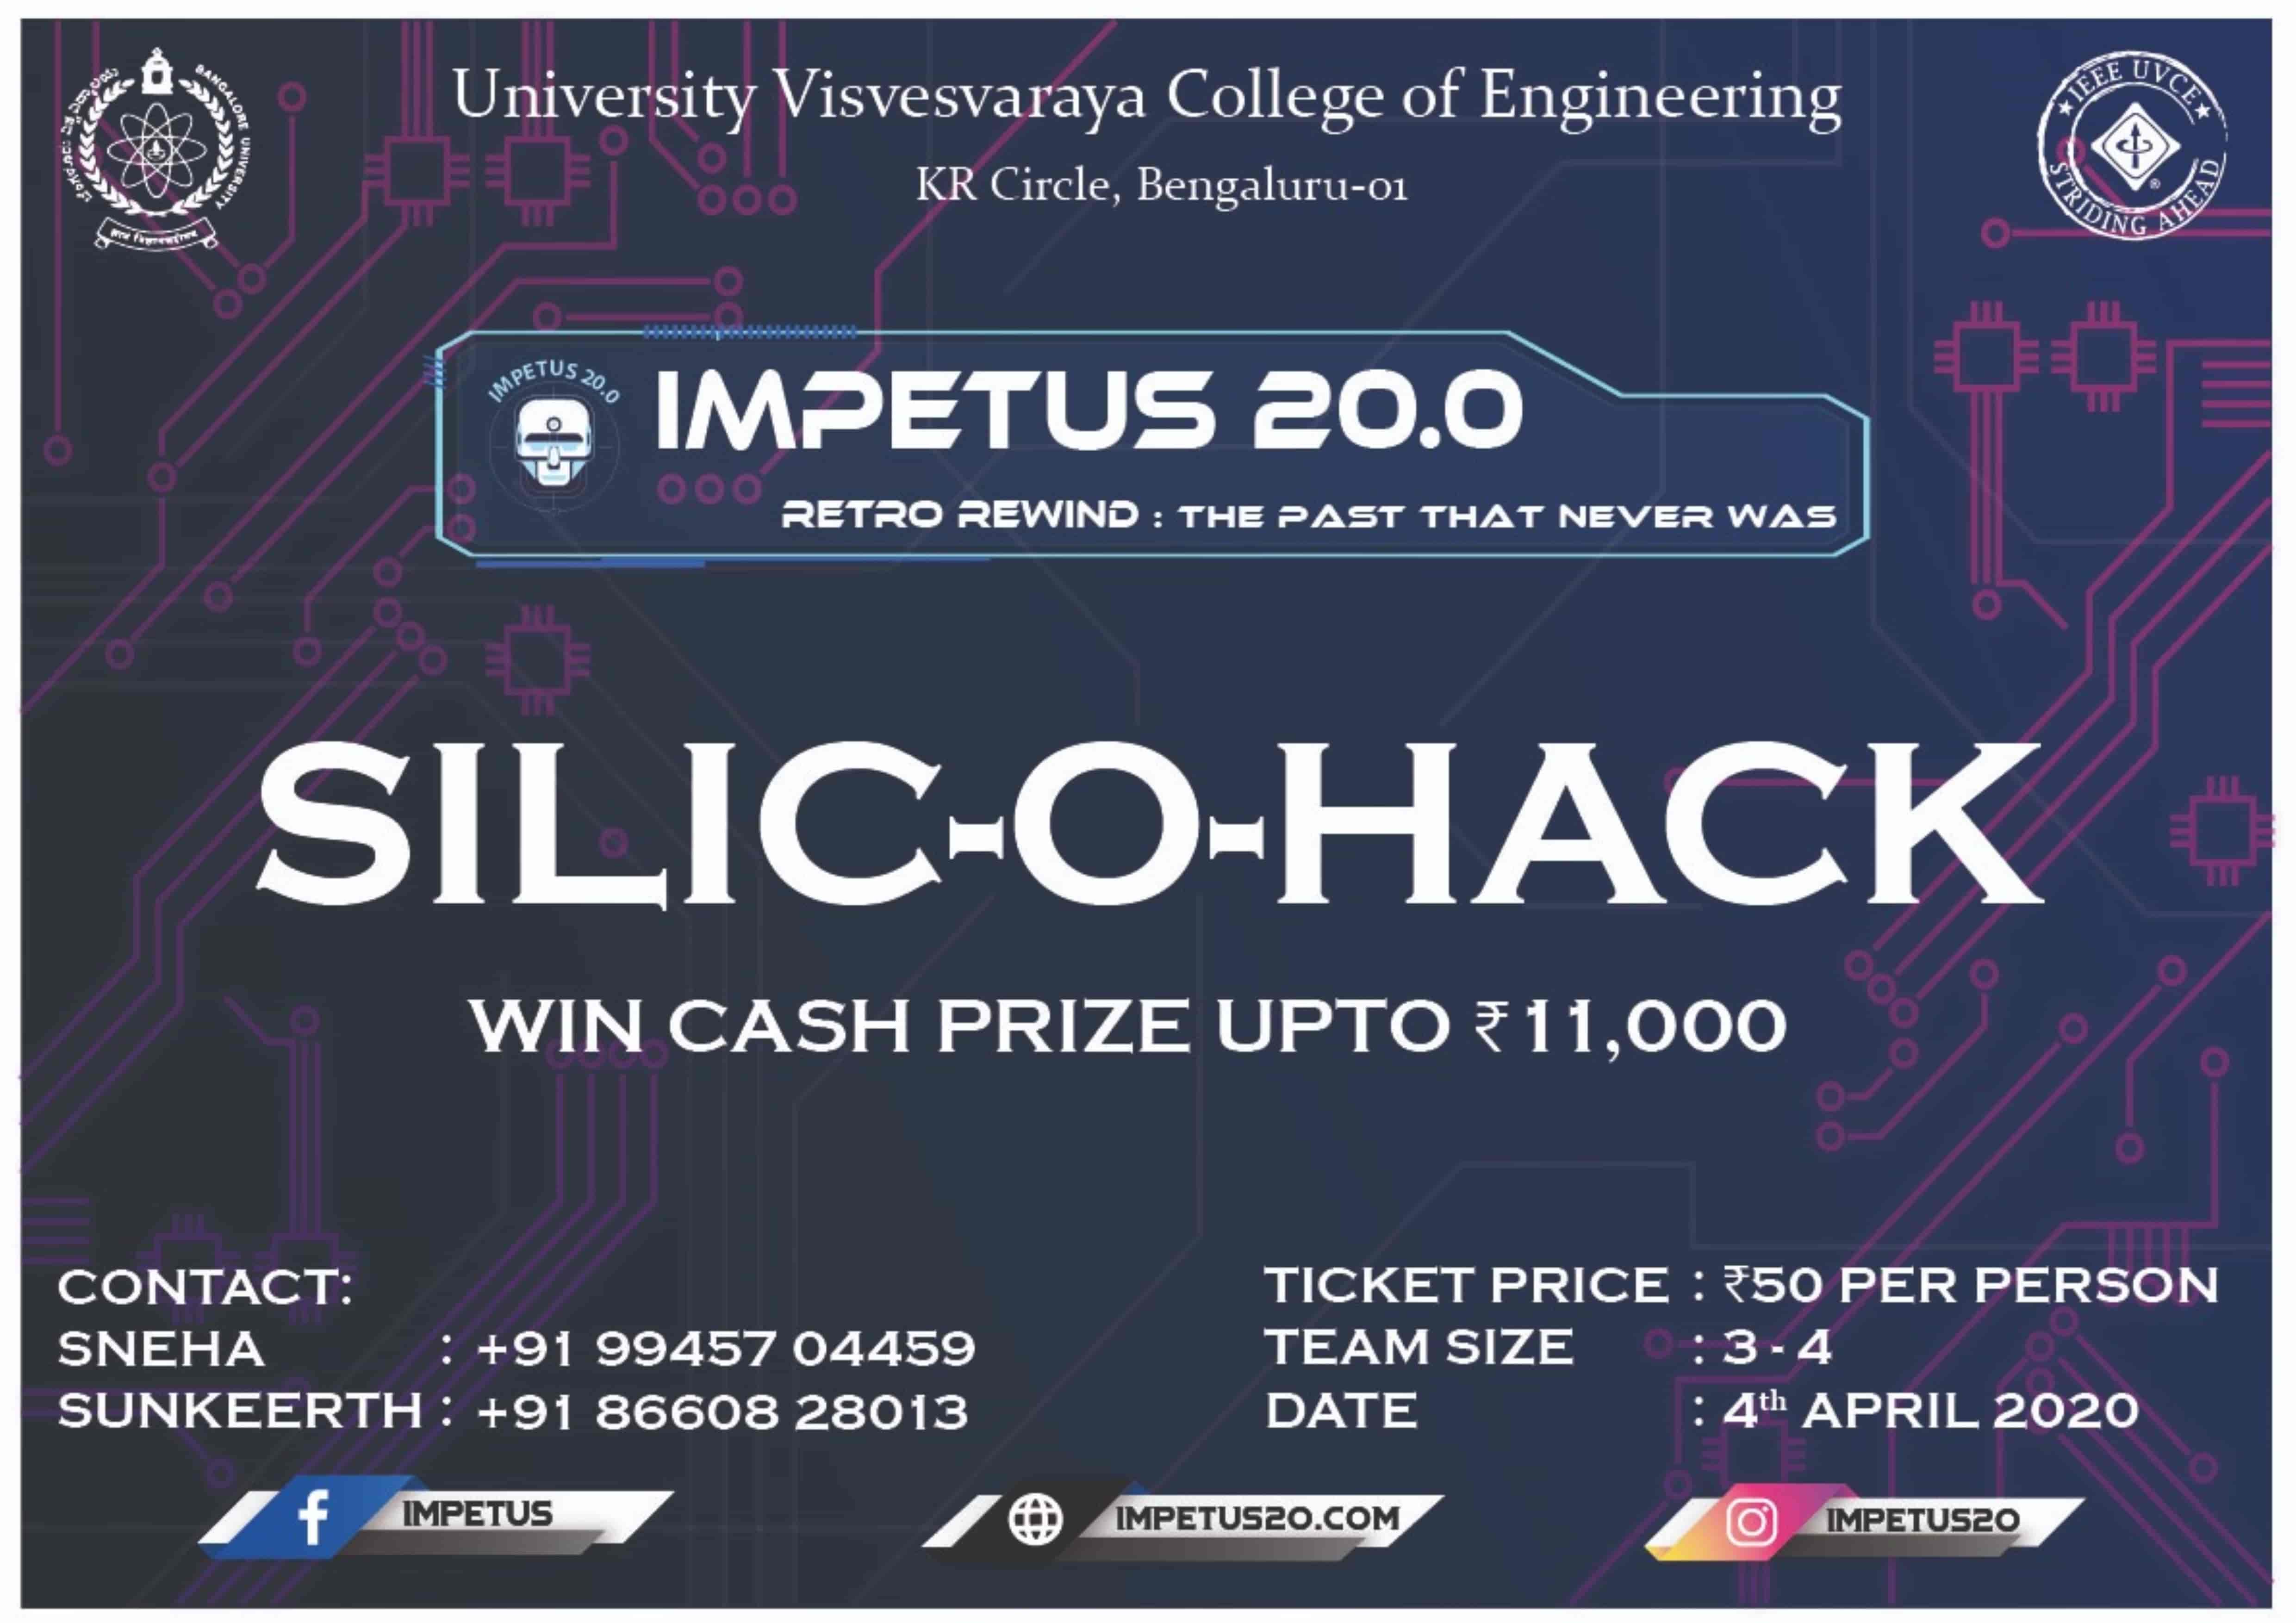 BANGALORE UNIVERSITY
University Visvesvaraya College of Engineering
KR Circle, Bengaluru-01
IEEE UVCE
STRIDING AHEAD
IMPETUS 20.0
IMPETUS 20.0
RETRO REWIND : THE PAST THAT NEVER WAS
SILIC-O-HACK
WIN CASH PRIZE UPTO ₹11,000
CONTACT:
SNEHA : +91 99457 04459
SUNKEERTH : +91 86608 28013
TICKET PRICE : ₹50 PER PERSON
TEAM SIZE : 3 - 4
DATE : 4th APRIL 2020
f IMPETUS
IMPETUS20.COM
IMPETUS20